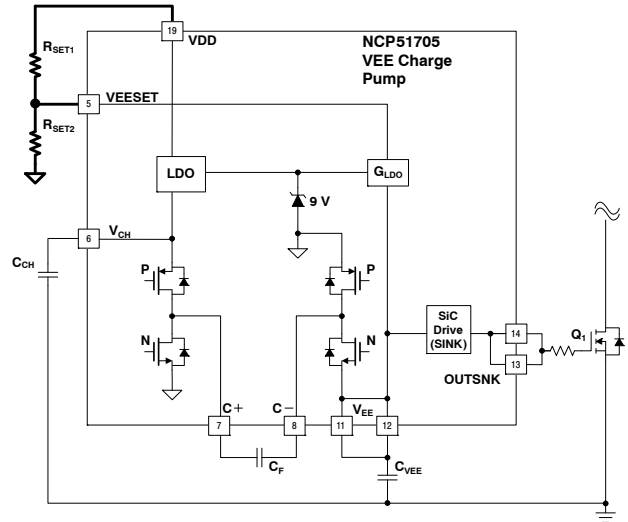 19
VDD
NCP51705
VEE Charge
Pump
RSET1
5
VEESET
RSET2
LDO
GLDO
9 V
6
VCH
CCH
P
P
N
N
SiC
Drive
(SINK)
14
13
Q1
OUTSNK
C+
C−
VEE
7
8
11
12
CF
CVEE